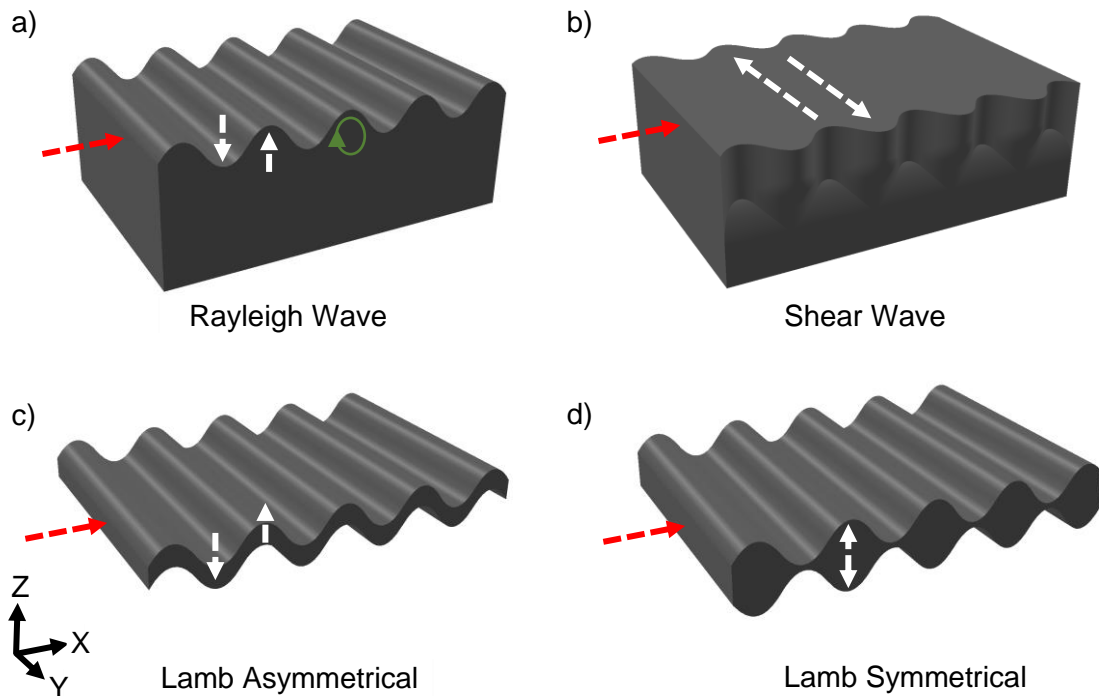 a)
b)
Rayleigh Wave
Shear Wave
c)
d)
Z
X
Y
Lamb Asymmetrical
Lamb Symmetrical